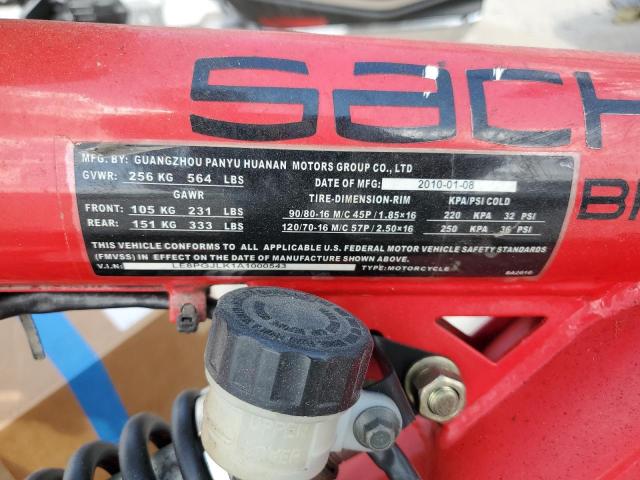 sacH
BI
MFG. BY: GUANGZHOU PANYU HUANAN MOTORS GROUP CO., LTD
GVWR: 256 KG 564 LBS DATE OF MFG: 2010-01-08
GAWR TIRE-DIMENSION-RIM KPA/PSI COLD
FRONT: 105 KG 231 LBS 90/80-16 M/C 45P / 1.85×16 220 KPA 32 PSI
REAR: 151 KG 333 LBS 120/70-16 M/C 57P / 2.50×16 250 KPA 36 PSI
THIS VEHICLE CONFORMS TO ALL APPLICABLE U.S. FEDERAL MOTOR VEHICLE SAFETY STANDARDS
(FMVSS) IN EFFECT ON THE DATE OF MANUFACTURE SHOWN ABOVE
V.I.N: LE8PGJLK1A1000543 TYPE: MOTORCYCLE